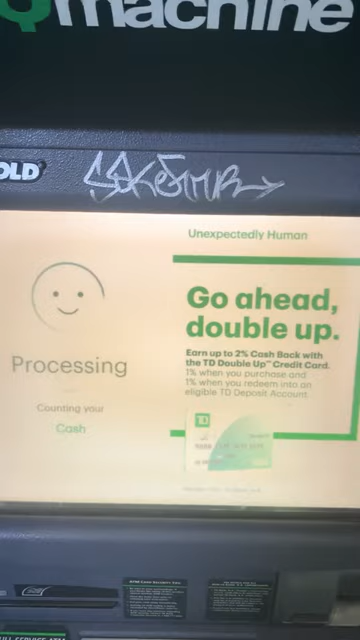 machine
OLD
Unexpectedly Human
Go ahead,
double up.
Earn up to 2% Cash Back with
the TD Double Up™ Credit Card.
1% when you purchase and
1% when you redeem into an
eligible TD Deposit Account.
Processing
Counting your
Cash
TD